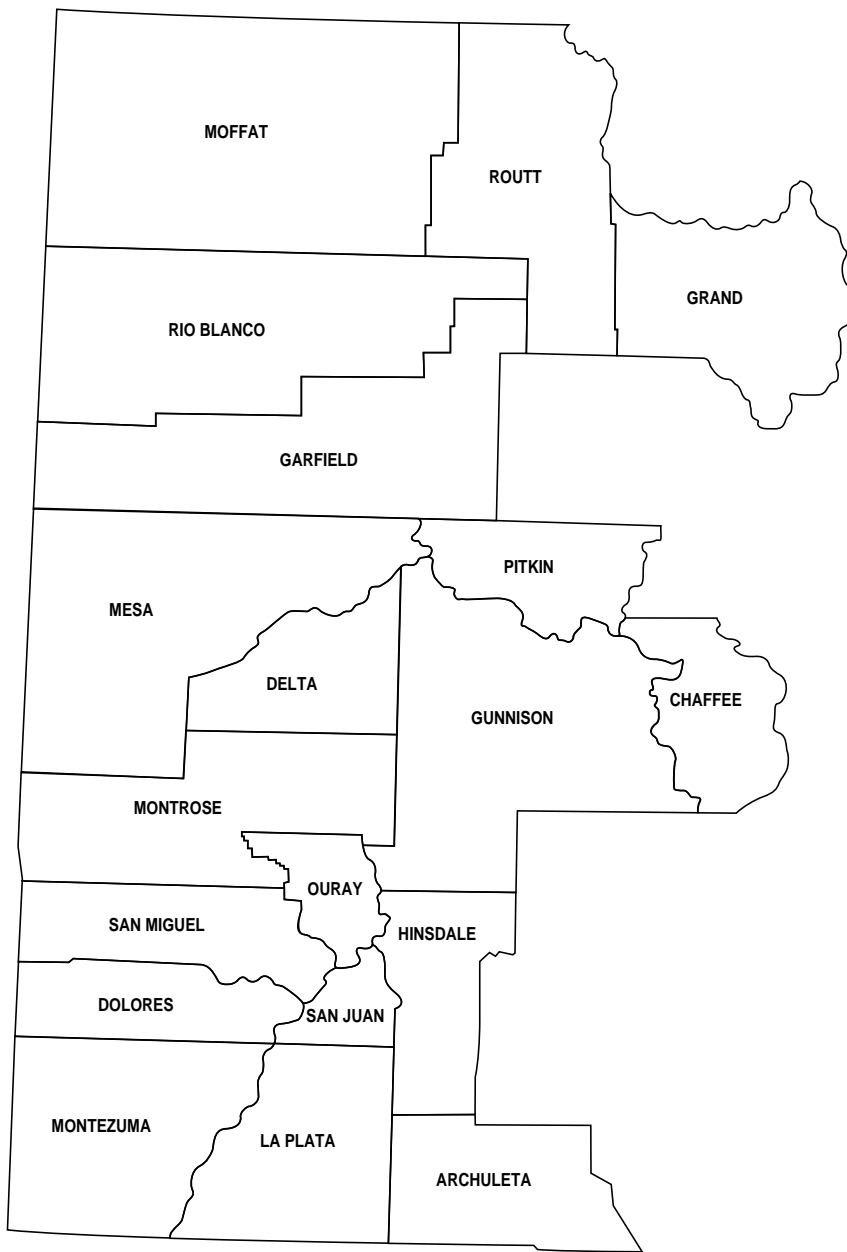 MOFFAT
ROUTT
GRAND
RIO BLANCO
GARFIELD
PITKIN
MESA
DELTA
CHAFFEE
GUNNISON
MONTROSE
OURAY
SAN MIGUEL
HINSDALE
DOLORES
SAN JUAN
MONTEZUMA
LA PLATA
ARCHULETA